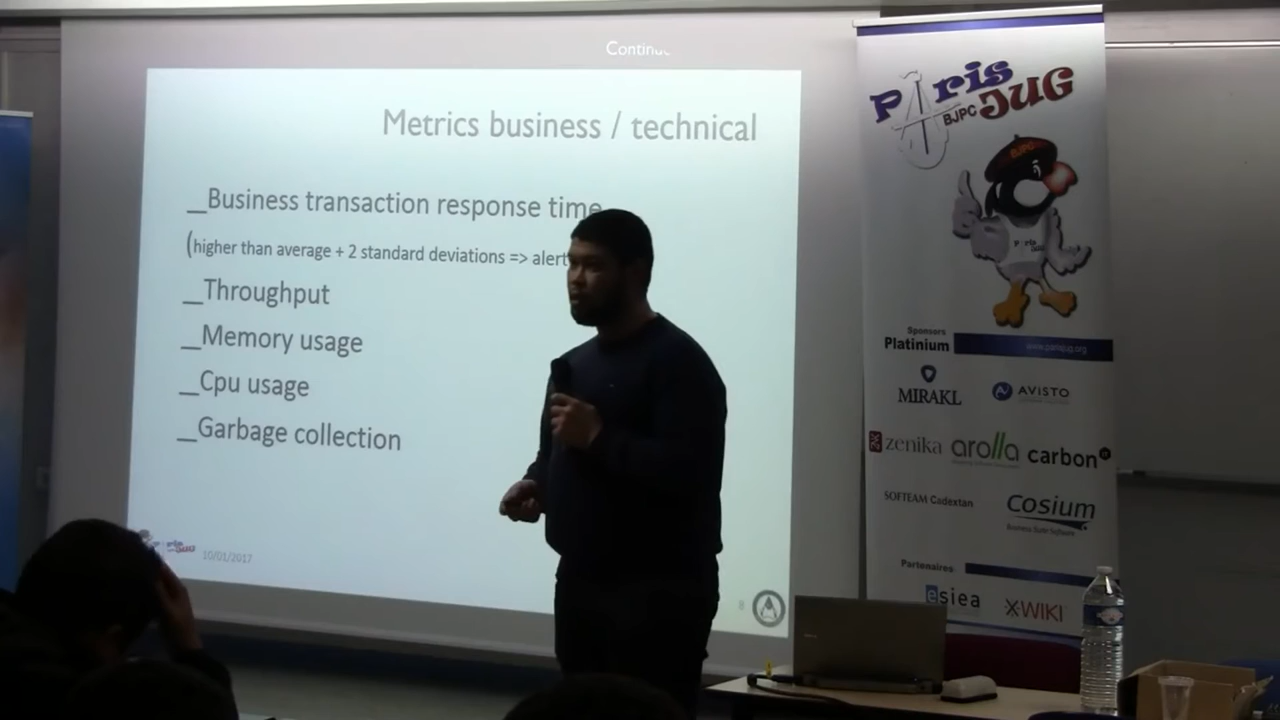 Metrics business / technical
_Business transaction response time
(higher than average + 2 standard deviations => alert
_Throughput
_Memory usage
_Cpu usage
_Garbage collection
10/01/2017
8
Paris
BJPC JUG
BJPC
Sponsors
Platinium
www.parisjug.org
MIRAKL
AVISTO
zenika
arolla
carbon
SOFTEAM Cadextan
Cosium
Partenaires
esiea
XWIKI